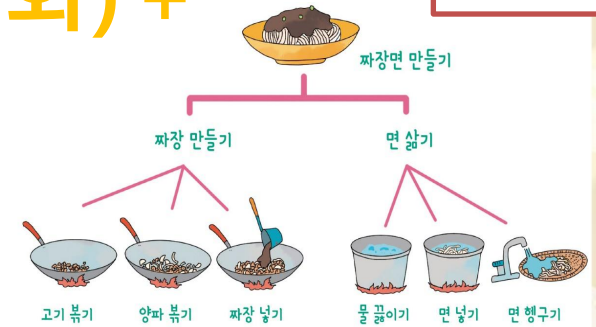 화) +
짜장면 만들기
짜장 만들기 면 삶기
고기 볶기 양파 볶기 짜장 넣기 물 끓이기 면 넣기 면 헹구기